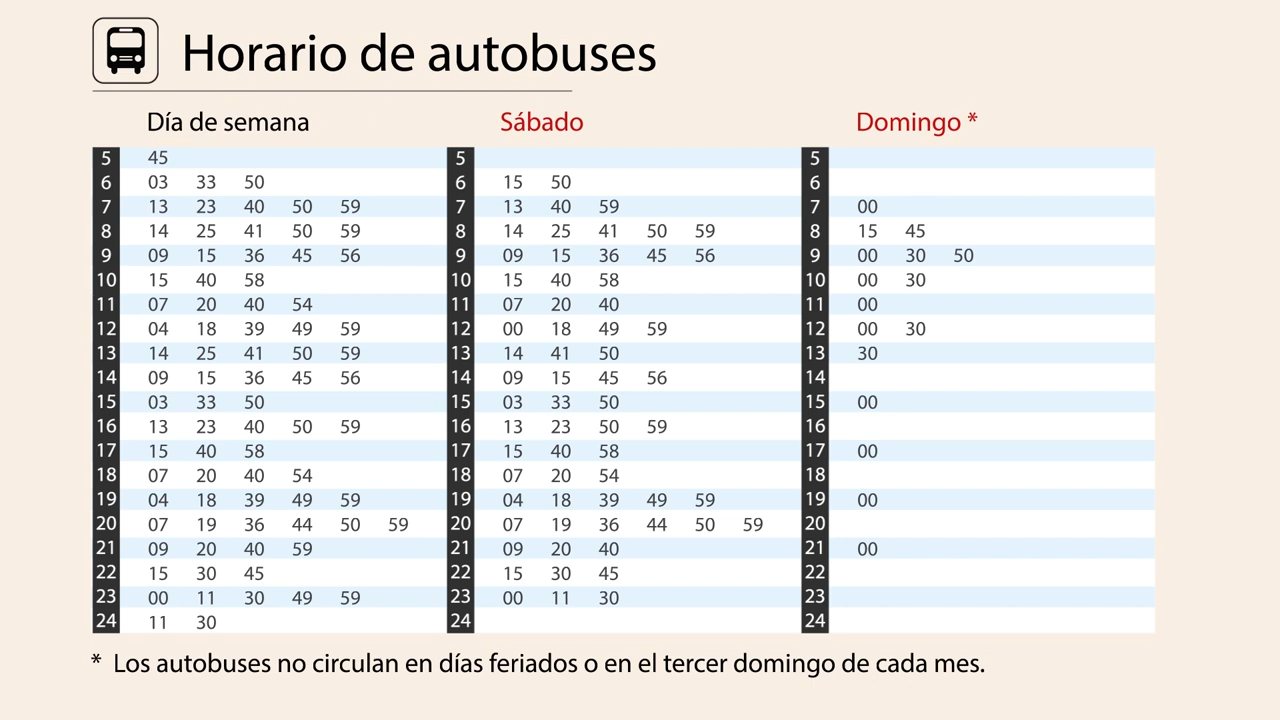 Horario de autobuses
Día de semana Sábado Domingo *
5 45 5 5
6 03 33 50 6 15 50 6
7 13 23 40 50 59 7 13 40 59 7 00
8 14 25 41 50 59 8 14 25 41 50 59 8 15 45
9 09 15 36 45 56 9 09 15 36 45 56 9 00 30 50
10 15 40 58 10 15 40 58 10 00 30
11 07 20 40 54 11 07 20 40 11 00
12 04 18 39 49 59 12 00 18 49 59 12 00 30
13 14 25 41 50 59 13 14 41 50 13 30
14 09 15 36 45 56 14 09 15 45 56 14
15 03 33 50 15 03 33 50 15 00
16 13 23 40 50 59 16 13 23 50 59 16
17 15 40 58 17 15 40 58 17 00
18 07 20 40 54 18 07 20 54 18
19 04 18 39 49 59 19 04 18 39 49 59 19 00
20 07 19 36 44 50 59 20 07 19 36 44 50 59 20
21 09 20 40 59 21 09 20 40 21 00
22 15 30 45 22 15 30 45 22
23 00 11 30 49 59 23 00 11 30 23
24 11 30 24 24
* Los autobuses no circulan en días feriados o en el tercer domingo de cada mes.